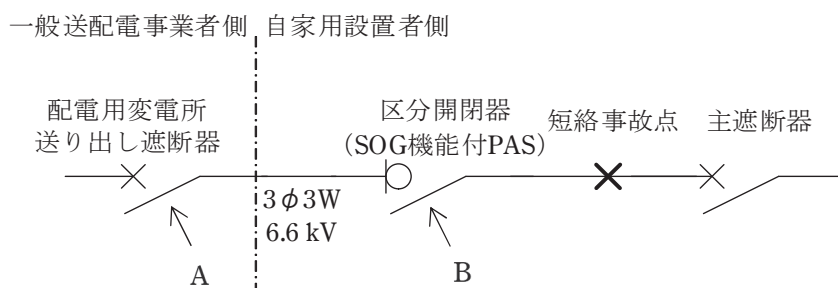 一般送配電事業者側
自家用設置者側
配電用変電所
送り出し遮断器
区分開閉器
(SOG機能付PAS)
短絡事故点
主遮断器
3φ3W
6.6 kV
A
B